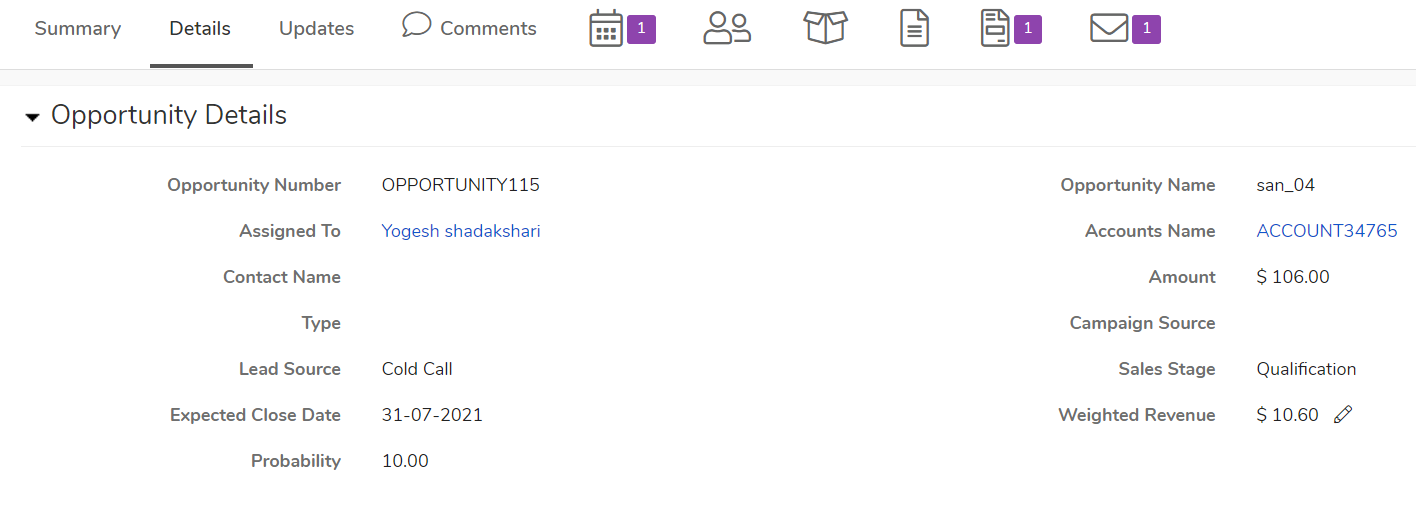 Summary Details Updates Comments 1 1 1
Opportunity Details
Opportunity Number OPPORTUNITY115 Opportunity Name san_04
Assigned To Yogesh shadakshari Accounts Name ACCOUNT34765
Contact Name Amount $ 106.00
Type Campaign Source
Lead Source Cold Call Sales Stage Qualification
Expected Close Date 31-07-2021 Weighted Revenue $ 10.60
Probability 10.00